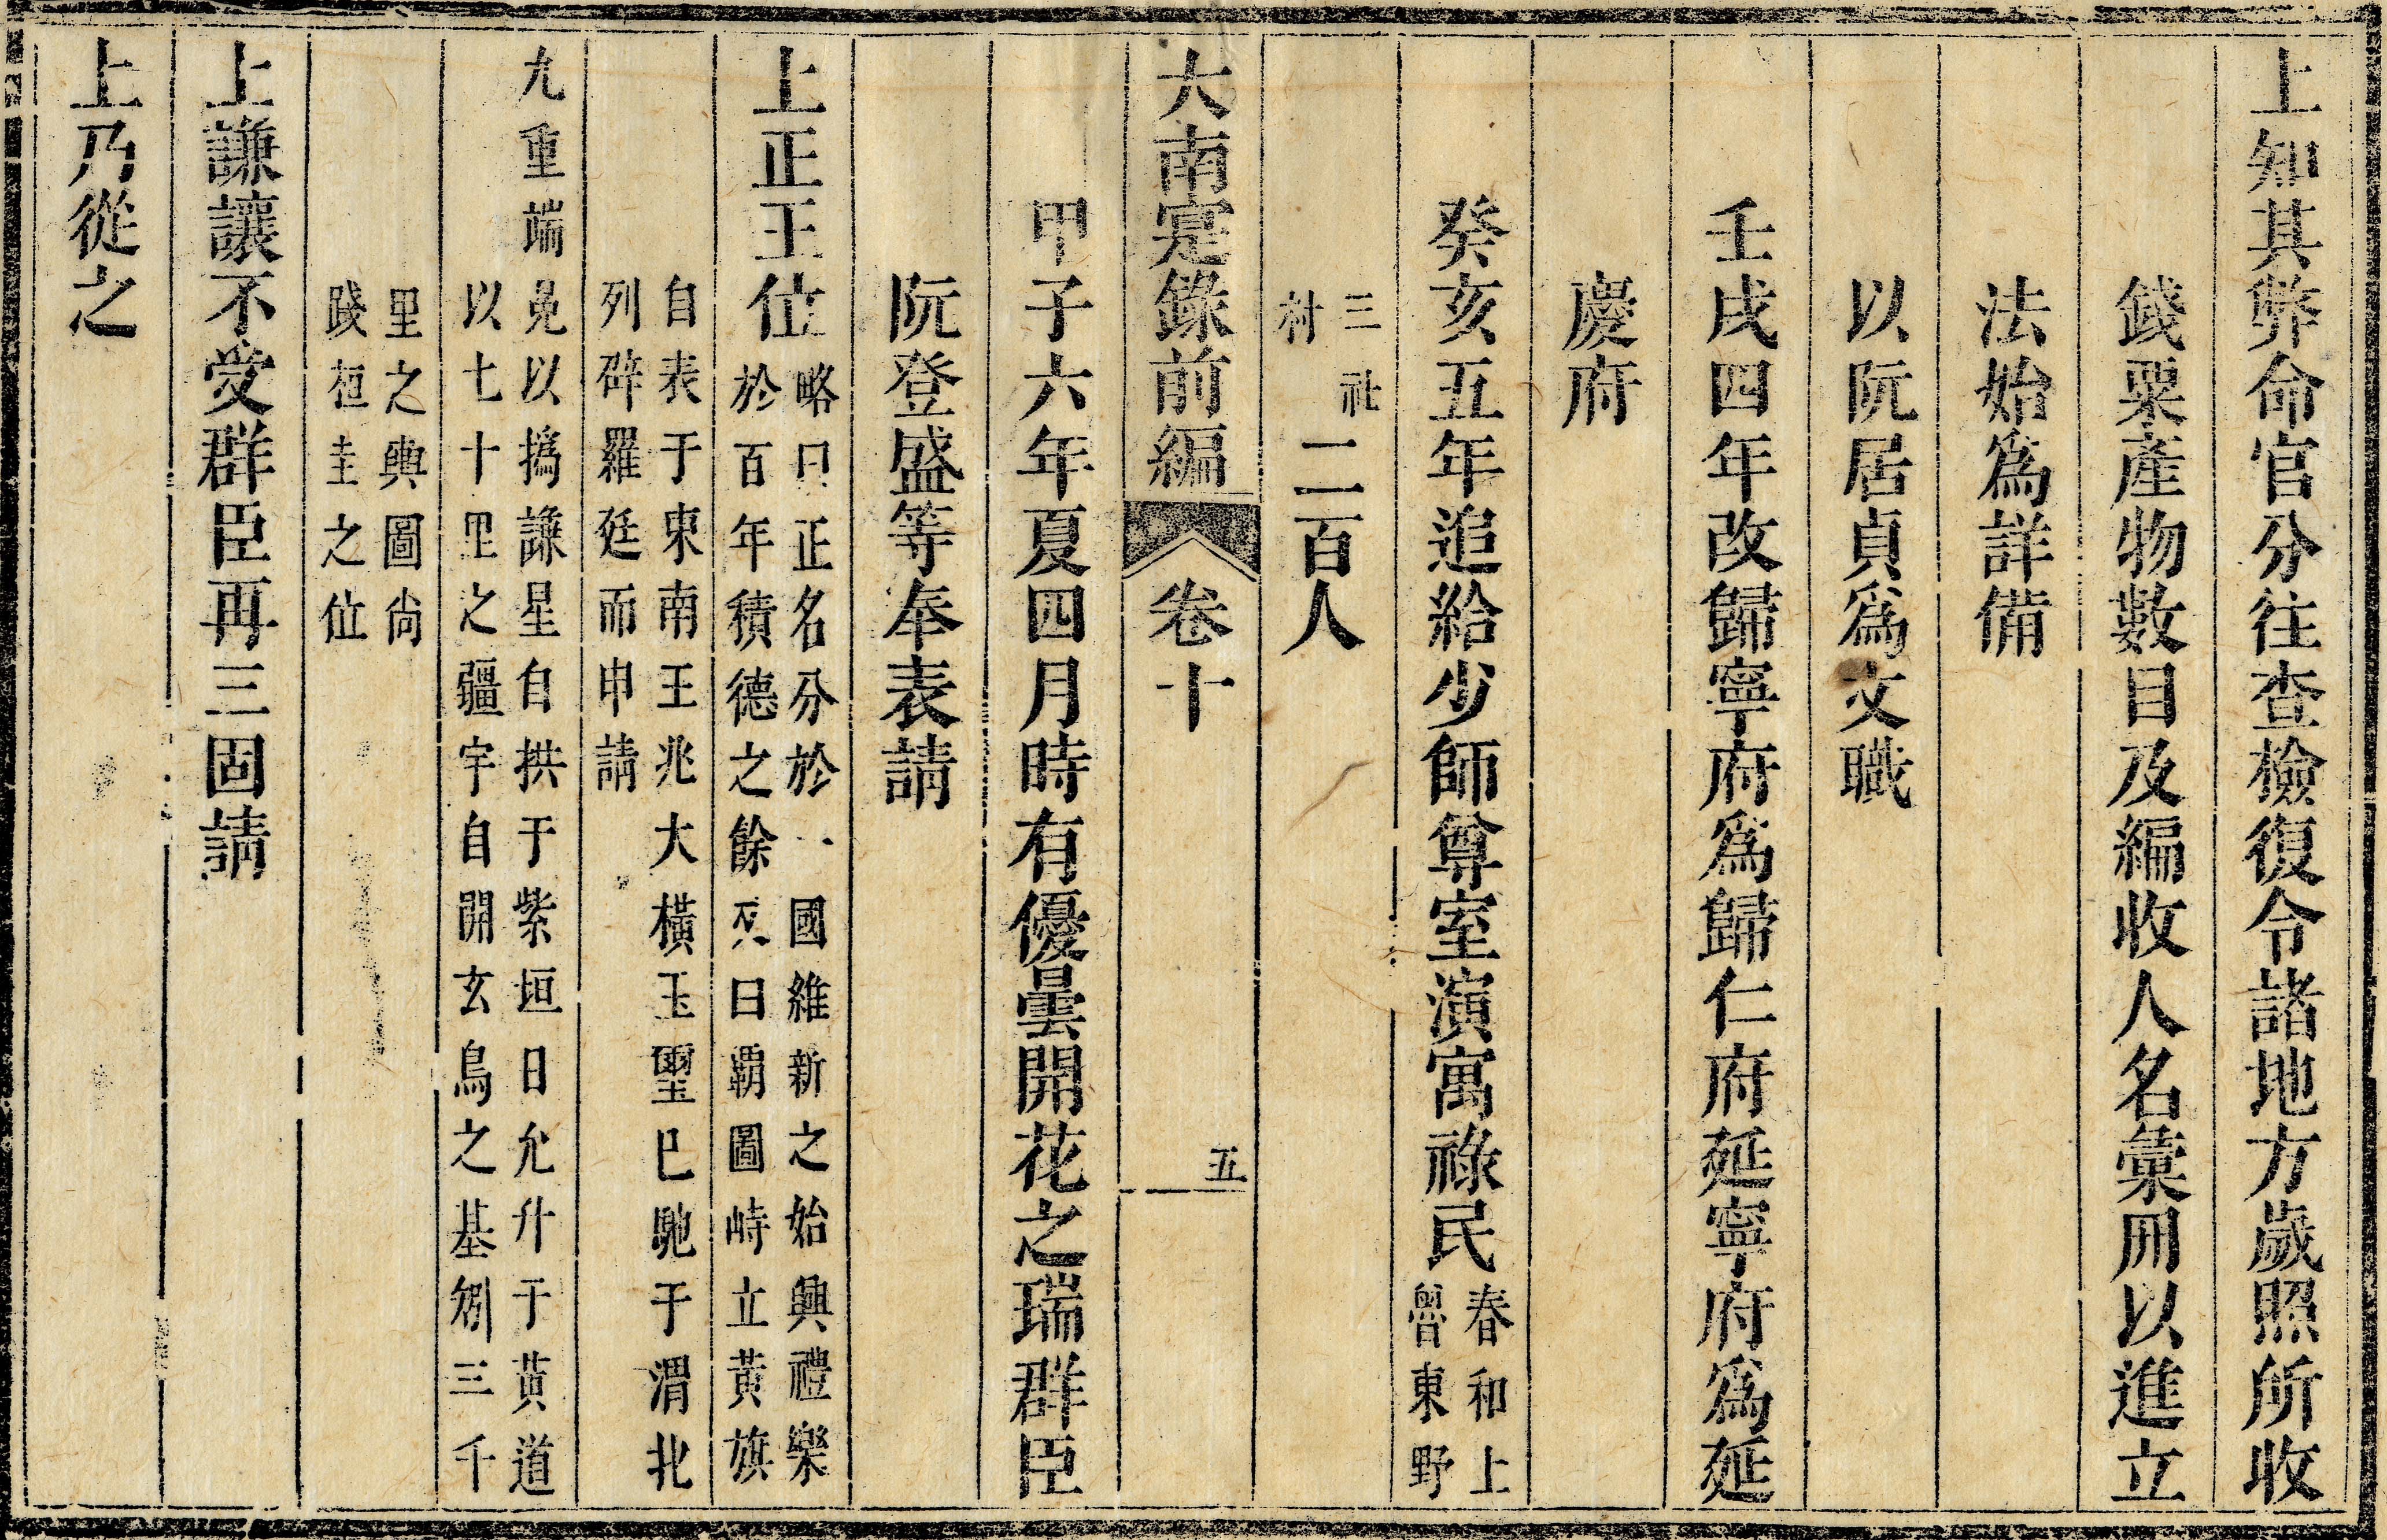 上知其弊命官分往查檢復令諸地方歲照所收
錢粟產物數目及編收人名彙用以進立
法始爲詳備
以阮居貞爲文職
壬戌四年改歸寧府爲歸仁府延寧府爲延
慶府
癸亥五年追給少師尊室演寓祿民春和上
疊東野
三社
村二百人
大南寔錄前編 卷十 五
甲子六年夏四月時有優曇開花之瑞群臣
阮登盛等奉表請
上正王位略曰正名分於一國維新之始興禮樂
於百年積德之餘又曰覇圖峙立黃旗
自表于東南王兆大橫玉璽已馳于渭北
列辟羅廷而申請
九重端冕以撝謙星自拱于紫垣日允升于黃道
以七十里之疆宇自開玄鳥之基剏三千
里之輿圖尙
踐桓圭之位
上謙讓不受群臣再三固請
上乃從之